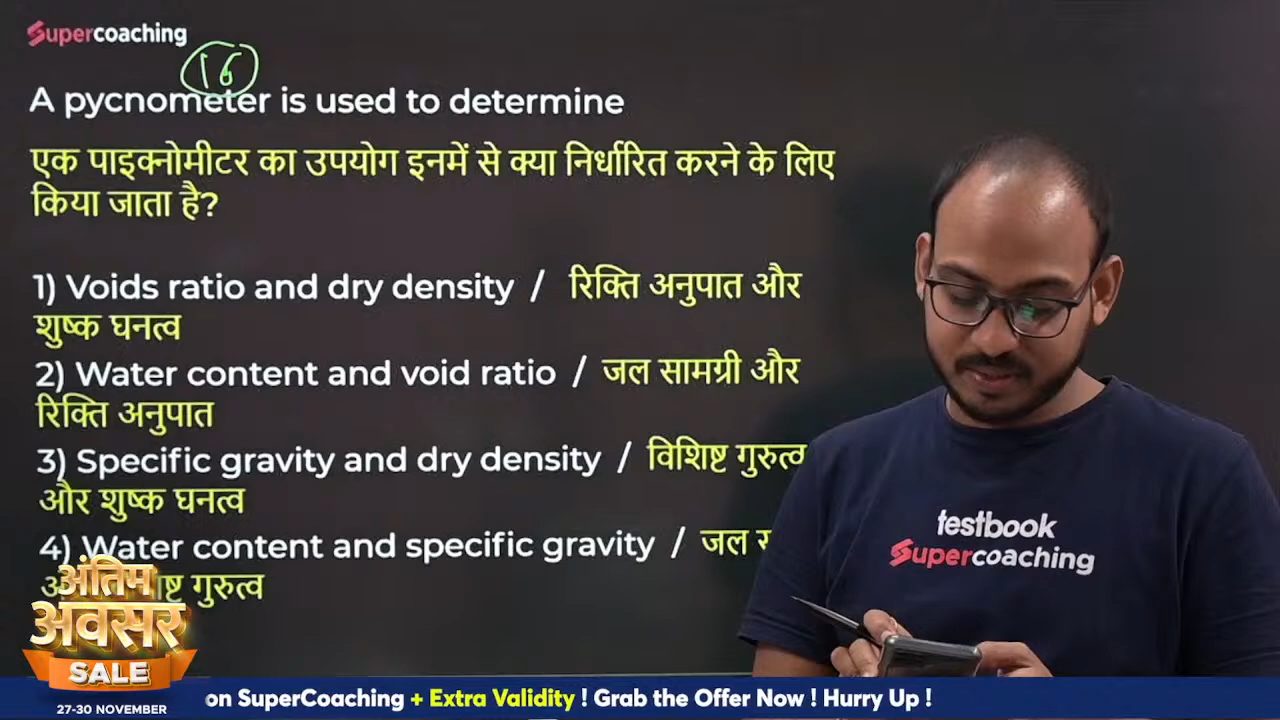 Supercoaching
16
A pycnometer is used to determine
एक पाइक्नोमीटर का उपयोग इनमें से क्या निर्धारित करने के लिए
किया जाता है?
1) Voids ratio and dry density / रिक्ति अनुपात और
शुष्क घनत्व
2) Water content and void ratio / जल सामग्री और
रिक्ति अनुपात
3) Specific gravity and dry density / विशिष्ट गुरुत्व
और शुष्क घनत्व
4) Water content and specific gravity / जल
गुरुत्व
testbook
Supercoaching
अंतिम
अवसर
SALE
27-30 NOVEMBER
on SuperCoaching + Extra Validity ! Grab the Offer Now ! Hurry Up !